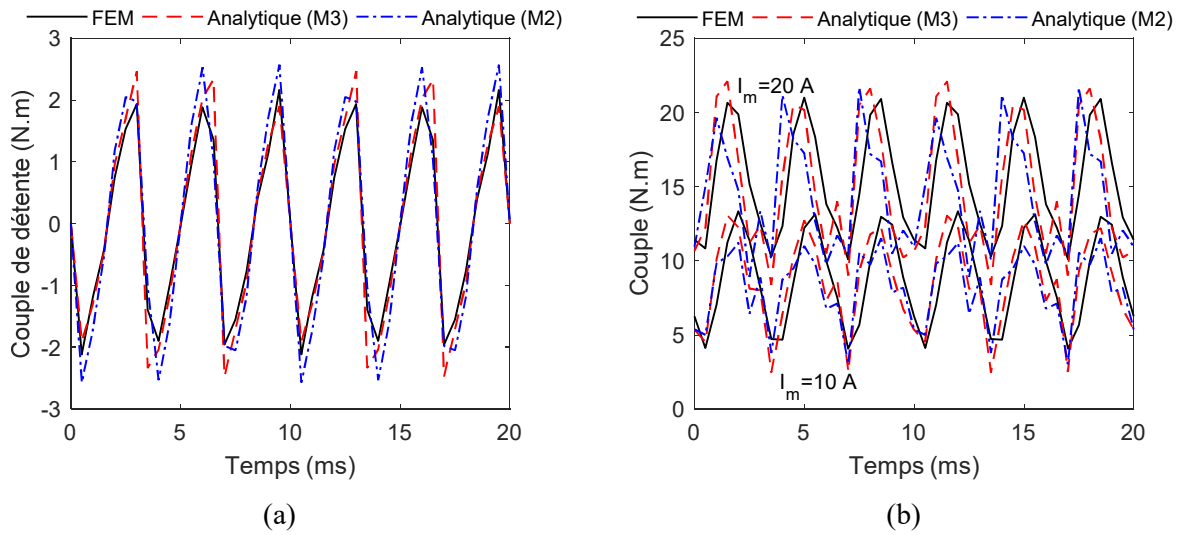 FEM Analytique (M3) Analytique (M2)
3
2
1
0
-1
-2
-3
Couple de détente (N.m)
0 5 10 15 20
Temps (ms)
(a)
FEM Analytique (M3) Analytique (M2)
25
20
15
10
5
0
Couple (N.m)
I_m=20 A
I_m=10 A
0 5 10 15 20
Temps (ms)
(b)